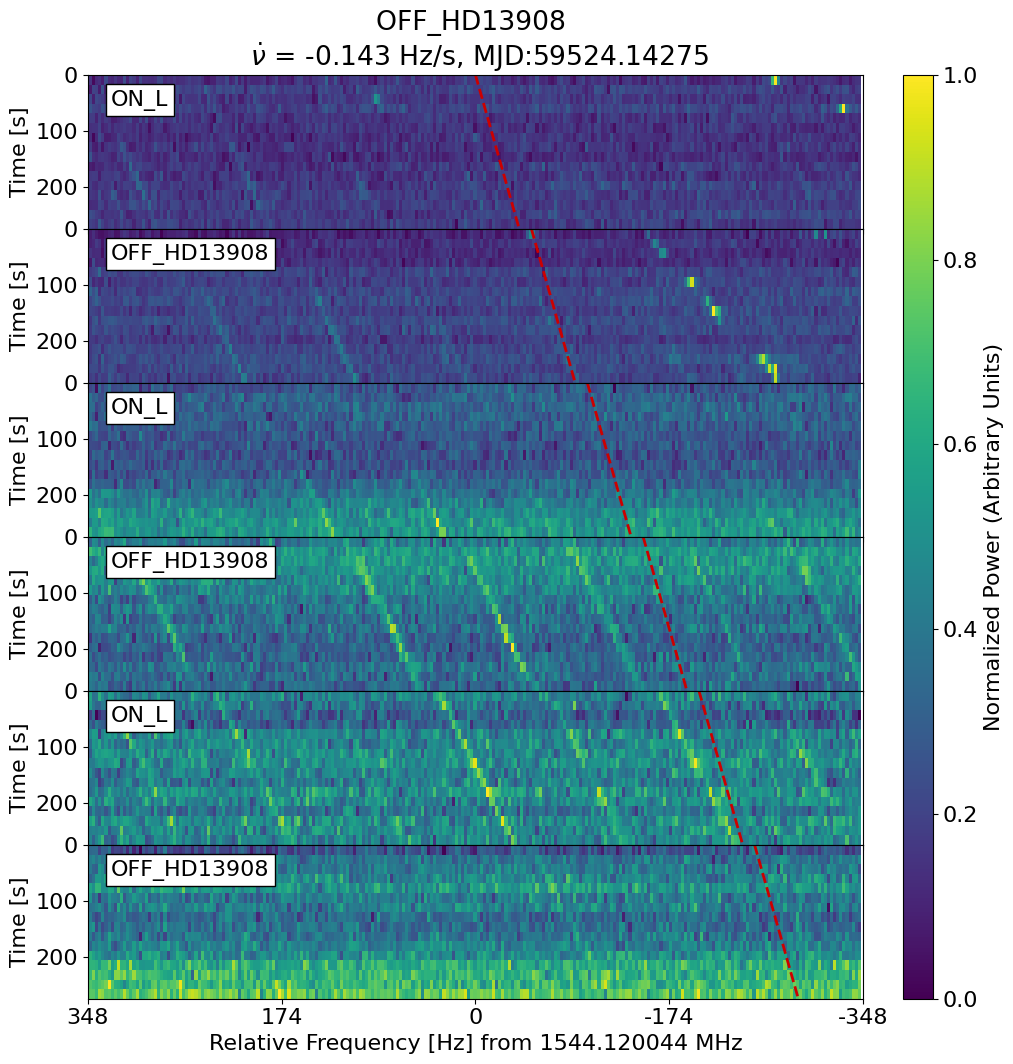 OFF_HD13908
ν̇ = -0.143 Hz/s, MJD:59524.14275
0
100
200
Time [s]
ON_L
0
100
200
Time [s]
OFF_HD13908
0
100
200
Time [s]
ON_L
0
100
200
Time [s]
OFF_HD13908
0
100
200
Time [s]
ON_L
0
100
200
Time [s]
OFF_HD13908
348
174
0
-174
-348
Relative Frequency [Hz] from 1544.120044 MHz
1.0
0.8
0.6
0.4
0.2
0.0
Normalized Power (Arbitrary Units)